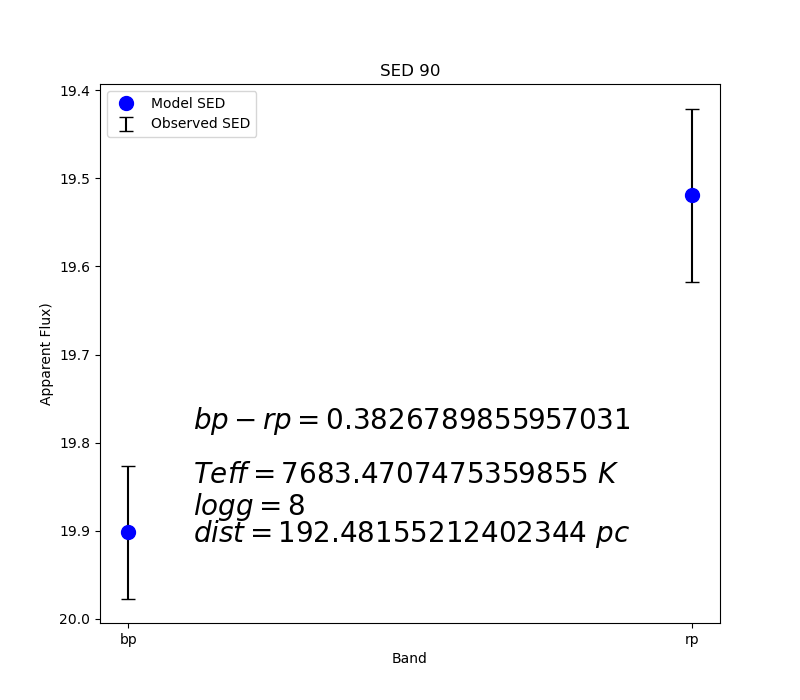 SED 90
Model SED
Observed SED
19.4
19.5
19.6
19.7
19.8
19.9
20.0
Apparent Flux)
bp − rp = 0.3826789855957031
Teff = 7683.4707475359855 K
logg = 8
dist = 192.48155212402344 pc
bp
rp
Band